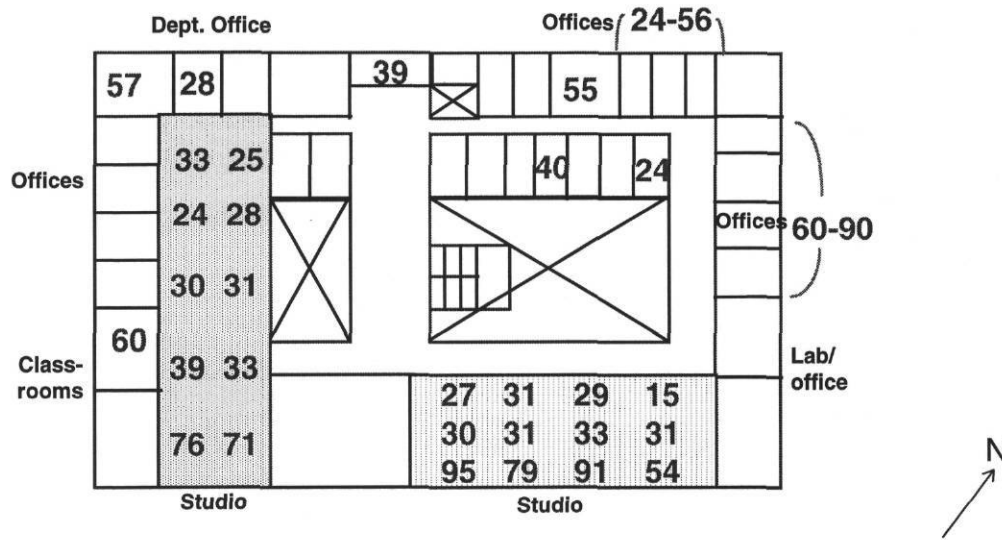 Dept. Office
Offices 24-56
57 28 39 55
33 25
40 24
Offices
24 28
Offices 60-90
30 31
60
39 33
Class-
rooms
Lab/
office
27 31 29 15
30 31 33 31
76 71
95 79 91 54
Studio
Studio
N